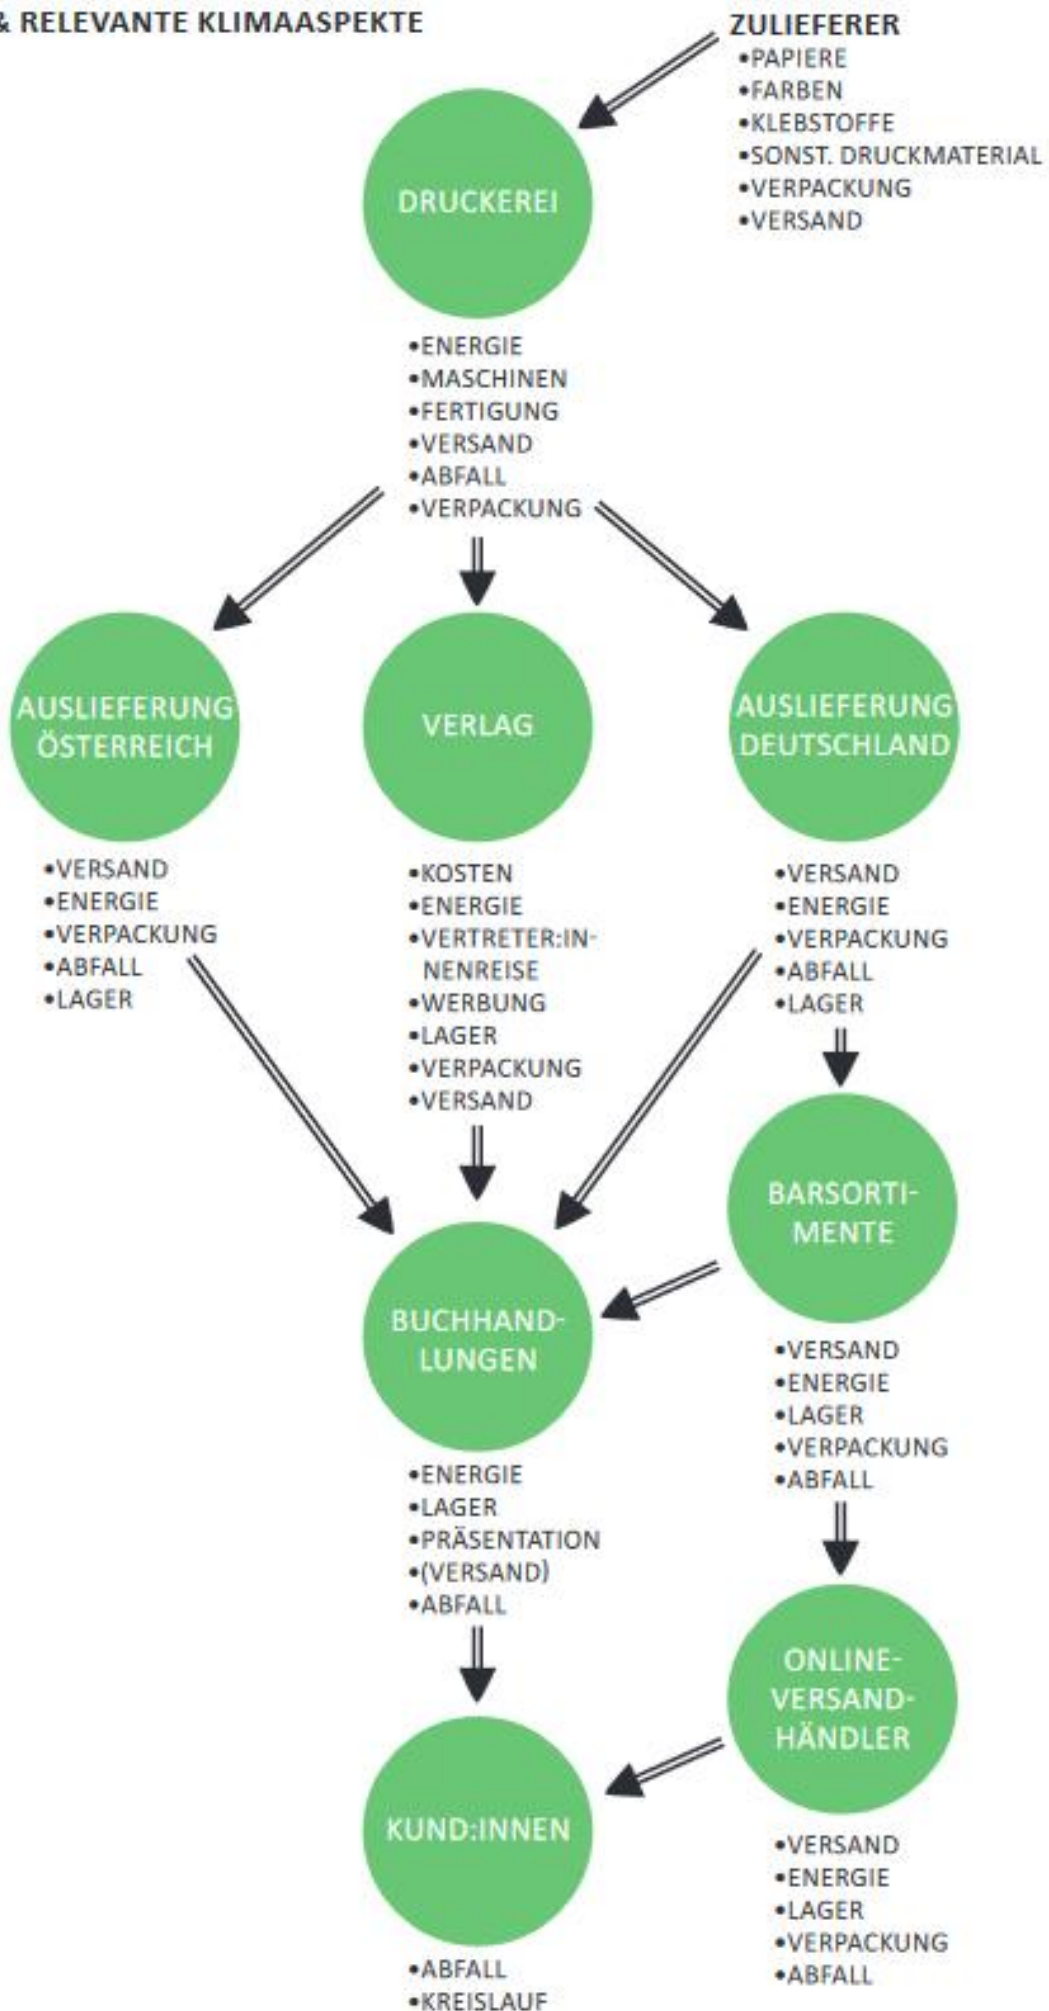 & RELEVANTE KLIMAASPEKTE
ZULIEFERER
•PAPIERE
•FARBEN
•KLEBSTOFFE
•SONST. DRUCKMATERIAL
•VERPACKUNG
•VERSAND
DRUCKEREI
•ENERGIE
•MASCHINEN
•FERTIGUNG
•VERSAND
•ABFALL
•VERPACKUNG
AUSLIEFERUNG
ÖSTERREICH
•VERSAND
•ENERGIE
•VERPACKUNG
•ABFALL
•LAGER
VERLAG
•KOSTEN
•ENERGIE
•VERTRETER:IN-
NENREISE
•WERBUNG
•LAGER
•VERPACKUNG
•VERSAND
AUSLIEFERUNG
DEUTSCHLAND
•VERSAND
•ENERGIE
•VERPACKUNG
•ABFALL
•LAGER
BARSORTI-
MENTE
•VERSAND
•ENERGIE
•LAGER
•VERPACKUNG
•ABFALL
BUCHHAND-
LUNGEN
•ENERGIE
•LAGER
•PRÄSENTATION
•(VERSAND)
•ABFALL
ONLINE-
VERSAND-
HÄNDLER
•VERSAND
•ENERGIE
•LAGER
•VERPACKUNG
•ABFALL
KUND:INNEN
•ABFALL
•KREISLAUF